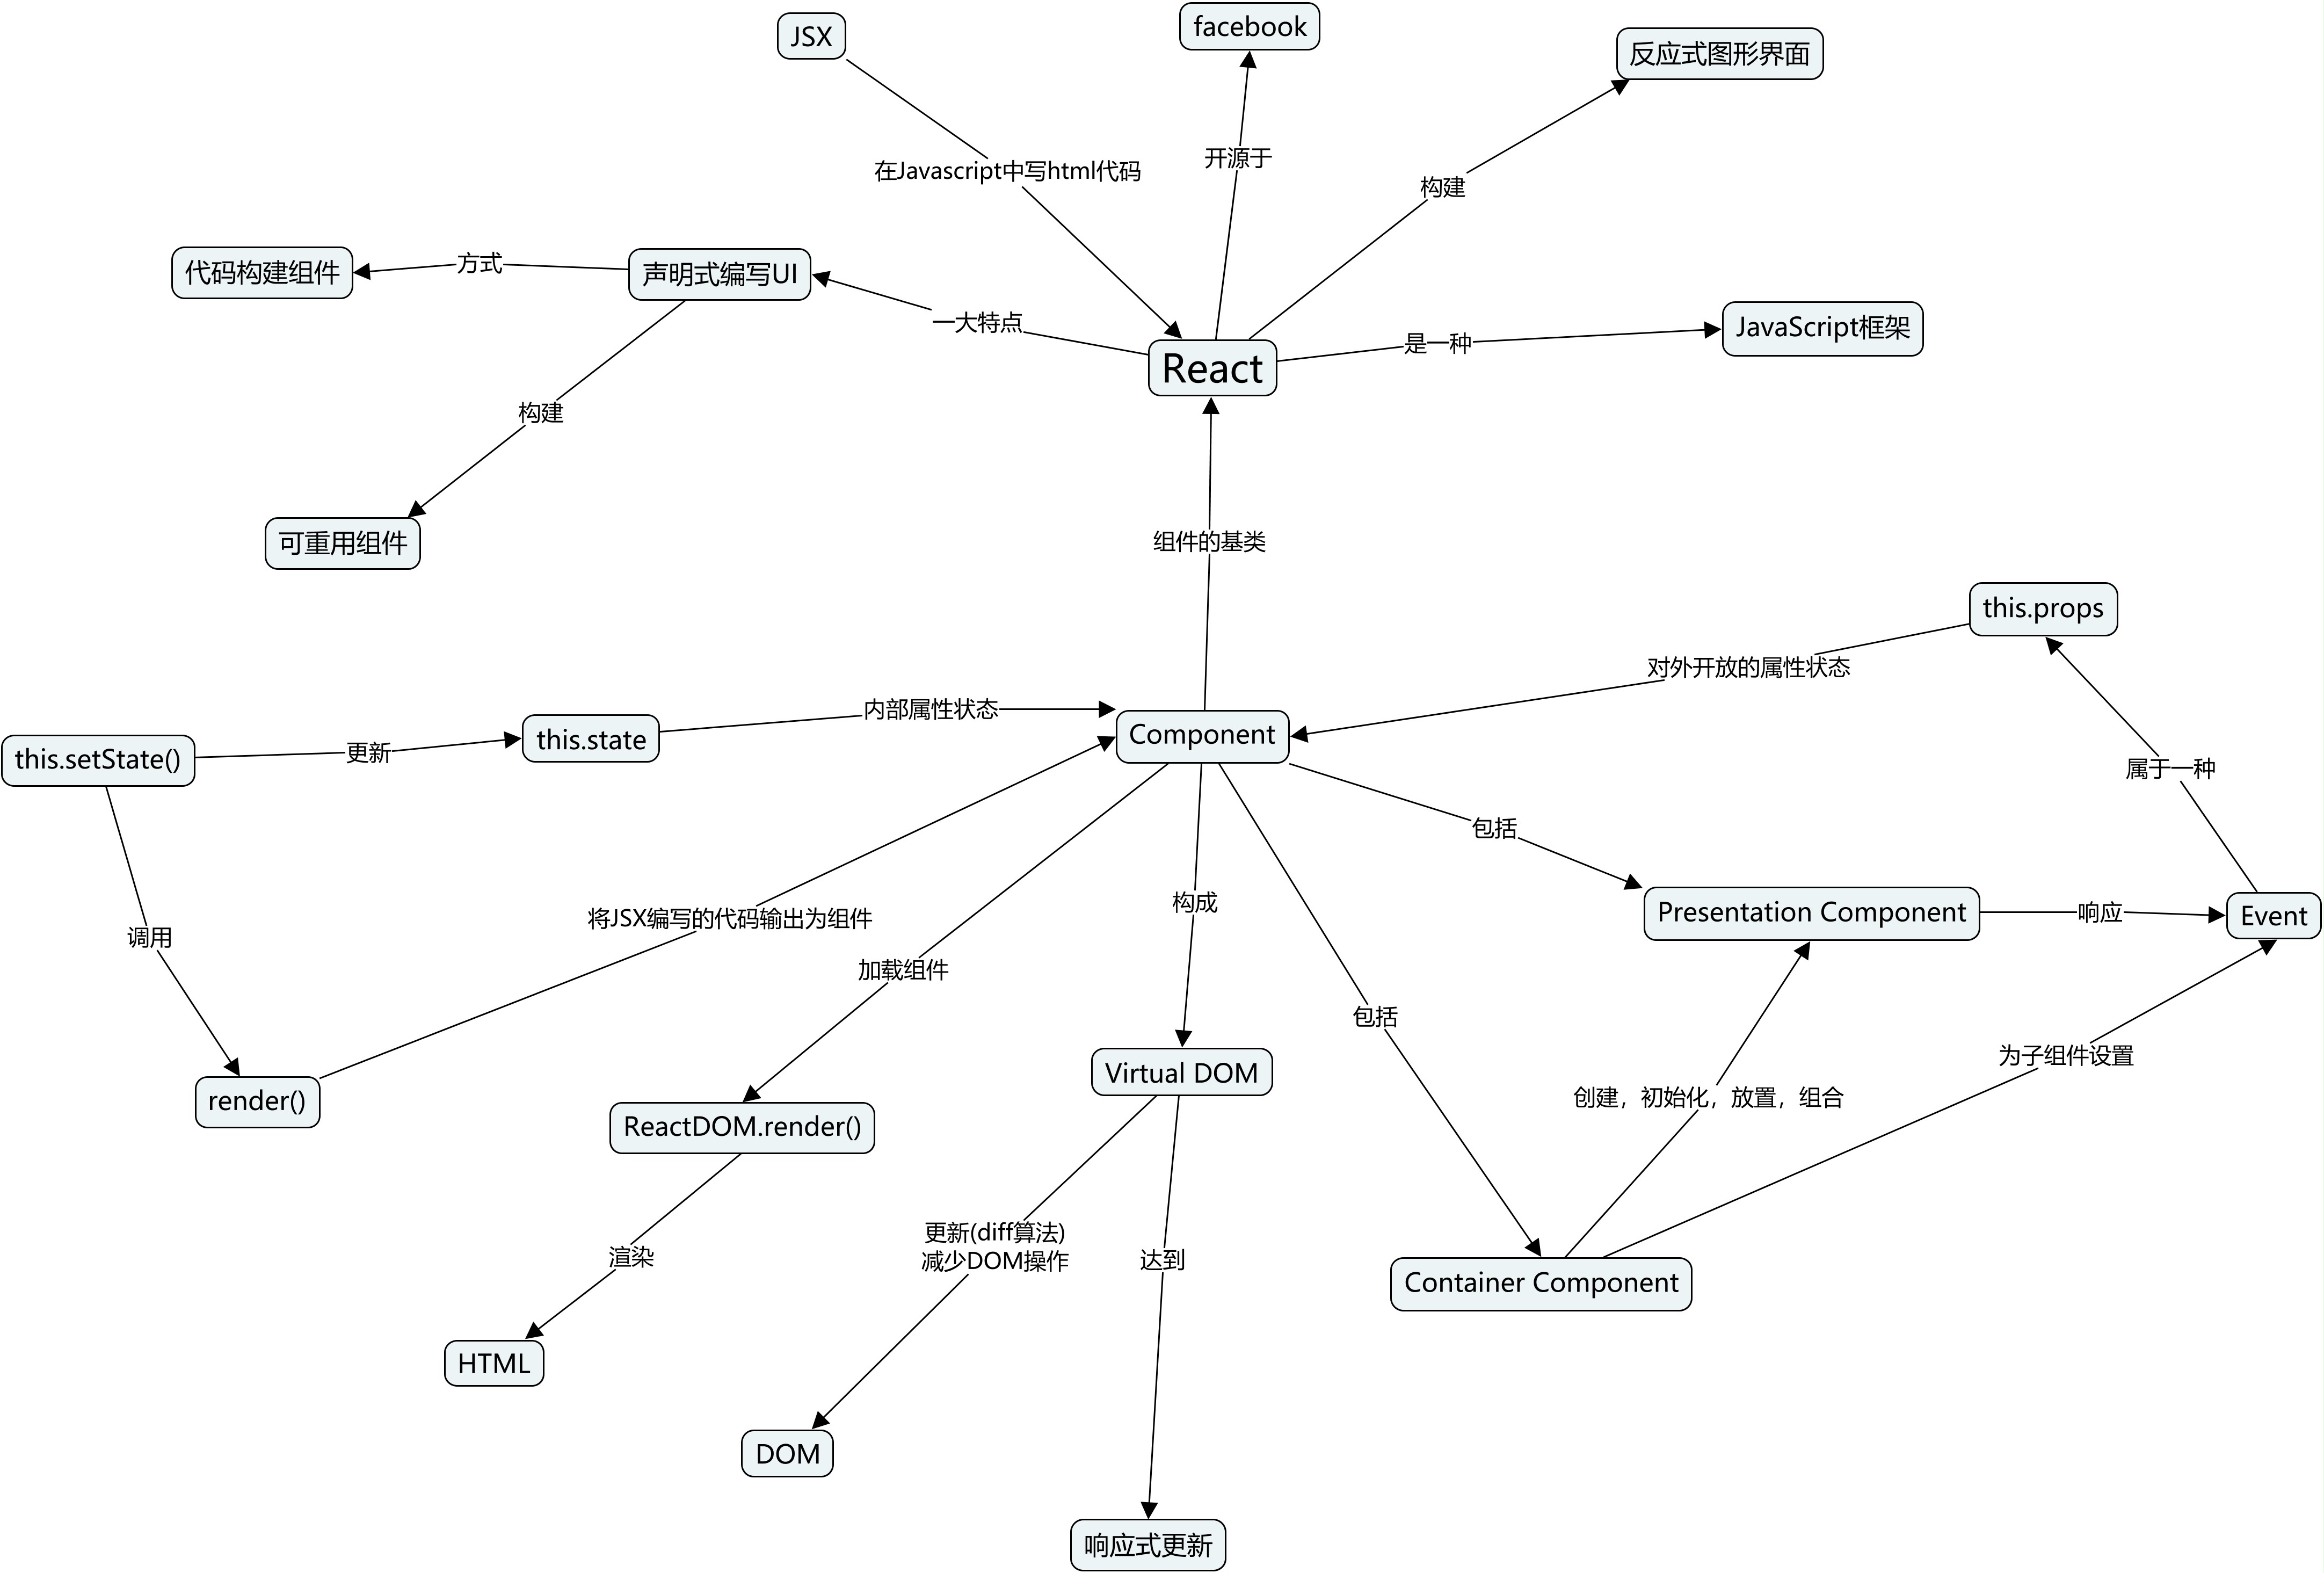 JSX
facebook
反应式图形界面
在Javascript中写html代码
开源于
构建
代码构建组件
方式
声明式编写UI
一大特点
React
是一种
JavaScript框架
构建
可重用组件
组件的基类
this.props
对外开放的属性状态
this.setState()
更新
this.state
内部属性状态
Component
属于一种
包括
调用
将JSX编写的代码输出为组件
构成
Presentation Component
响应
Event
加载组件
包括
为子组件设置
render()
ReactDOM.render()
Virtual DOM
创建，初始化，放置，组合
渲染
更新(diff算法)
减少DOM操作
达到
Container Component
HTML
DOM
响应式更新